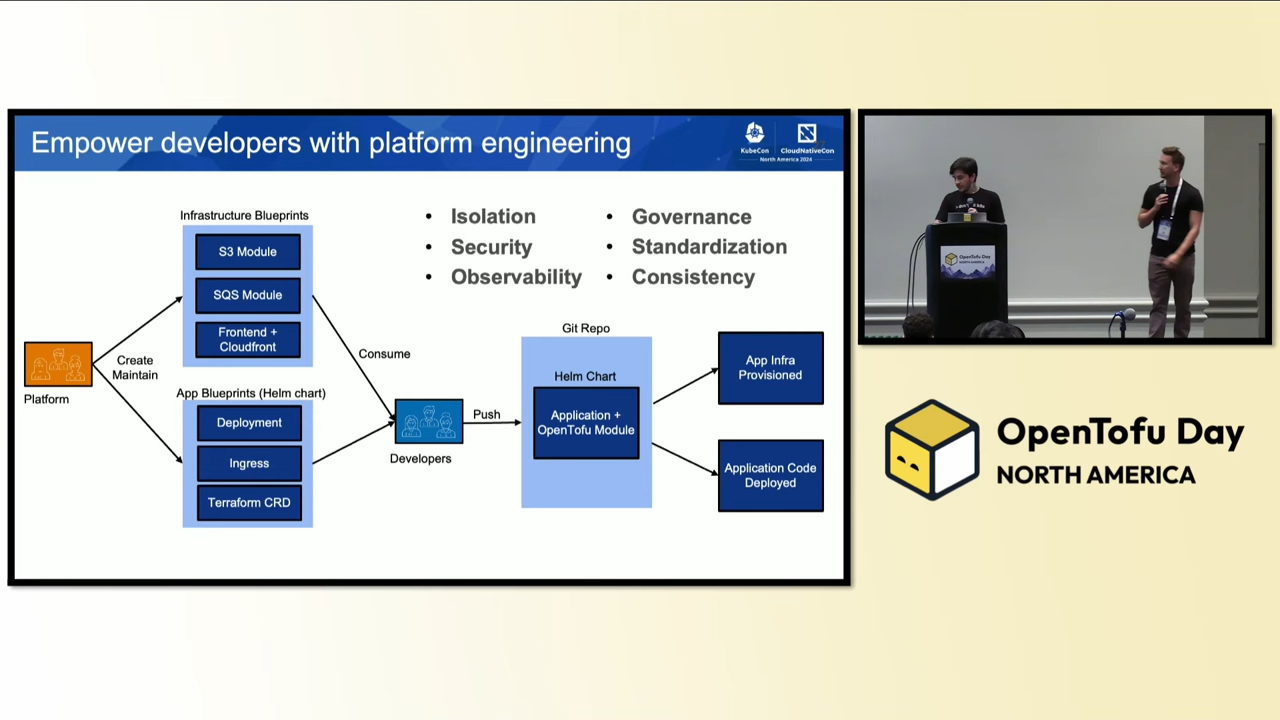 Empower developers with platform engineering
KubeCon
CloudNativeCon
North America 2024
Infrastructure Blueprints
S3 Module
SQS Module
Frontend +
Cloudfront
• Isolation
• Security
• Observability
• Governance
• Standardization
• Consistency
Platform
Create
Maintain
App Blueprints (Helm chart)
Deployment
Ingress
Terraform CRD
Consume
Developers
Push
Git Repo
Helm Chart
Application +
OpenTofu Module
App Infra
Provisioned
Application Code
Deployed
OpenTofu Day
NORTH AMERICA
OpenTofu Day
NORTH AMERICA